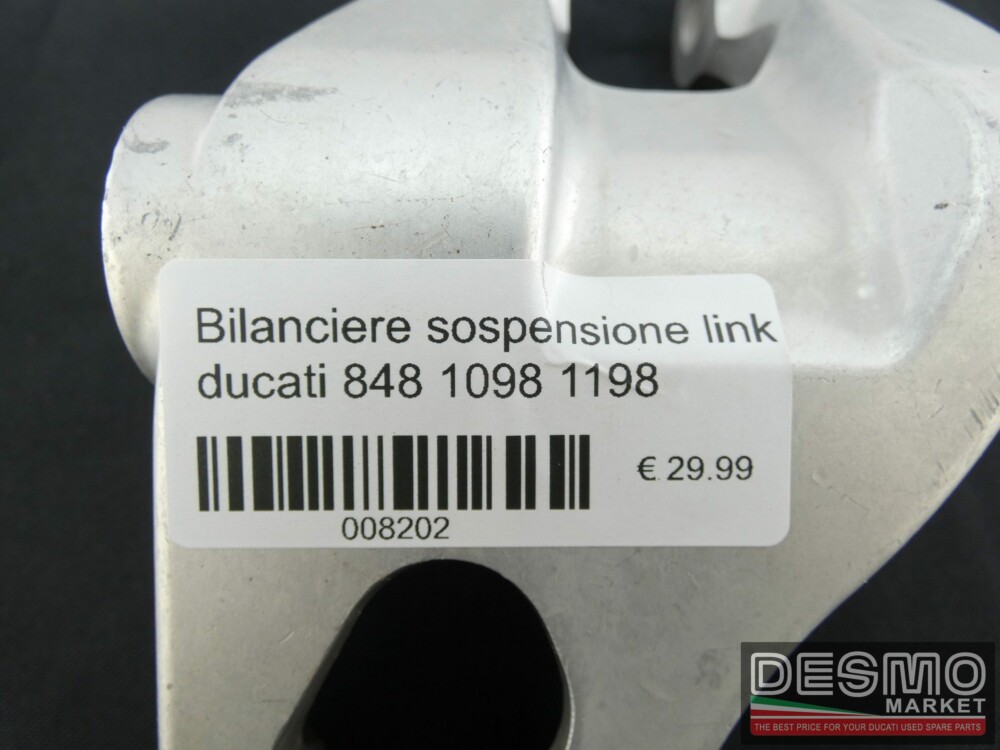 Bilanciere sospensione link
ducati 848 1098 1198
€ 29.99
008202
DESMO
MARKET
THE BEST PRICE FOR YOUR DUCATI USED SPARE PARTS